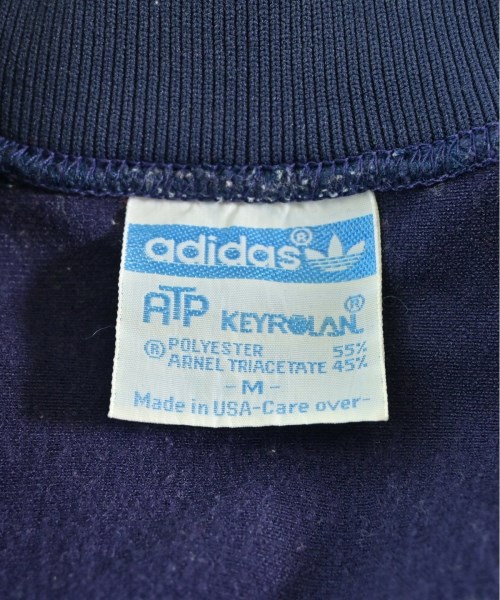 adidas®
ATP KEYROLAN®
® POLYESTER 55%
ARNEL TRIACETATE 45%
-M-
Made in USA-Care over-